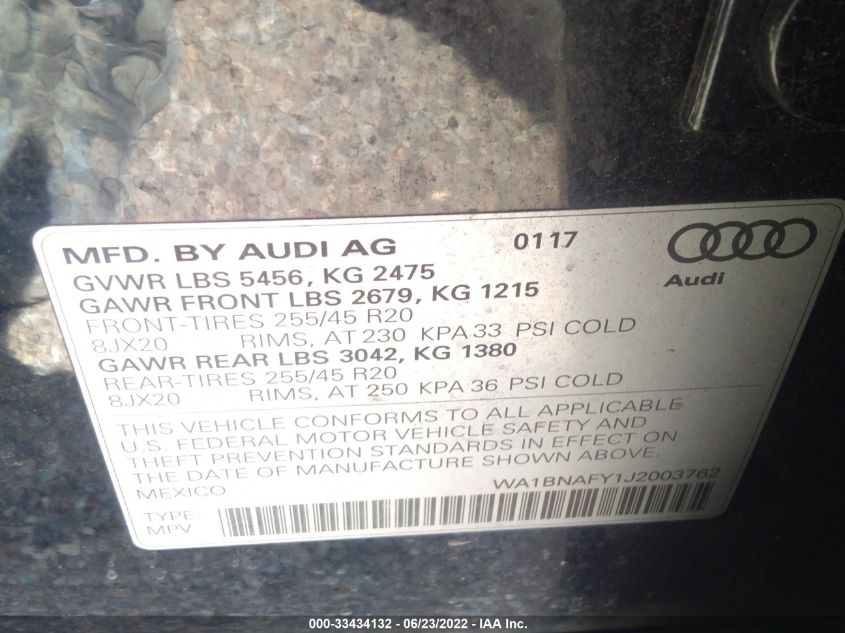 MFD. BY AUDI AG 0117
Audi
GVWR LBS 5456, KG 2475
GAWR FRONT LBS 2679, KG 1215
FRONT-TIRES 255/45 R20
8JX20 RIMS, AT 230 KPA 33 PSI COLD
GAWR REAR LBS 3042, KG 1380
REAR-TIRES 255/45 R20
8JX20 RIMS, AT 250 KPA 36 PSI COLD
THIS VEHICLE CONFORMS TO ALL APPLICABLE
U.S. FEDERAL MOTOR VEHICLE SAFETY AND
THEFT PREVENTION STANDARDS IN EFFECT ON
THE DATE OF MANUFACTURE SHOWN ABOVE.
MEXICO WA1BNAFY1J2003762
TYPE:
MPV
000-33434132 - 06/23/2022 - IAA Inc.